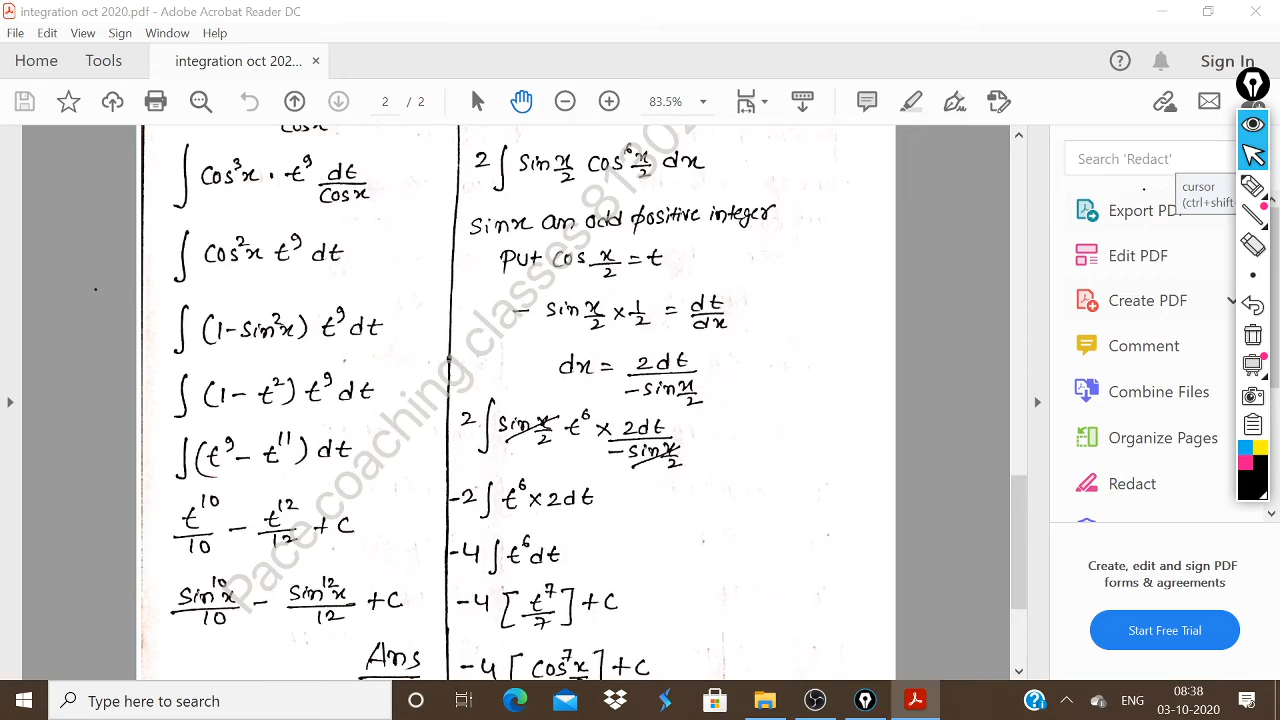 integration oct 2020.pdf - Adobe Acrobat Reader DC
File Edit View Sign Window Help
Home Tools integration oct 202... × Sign In
2 / 2 83.5%
cosx
∫ cos³x · t⁹ dt/cosx
∫ cos²x t⁹ dt
∫ (1-sin²x) t⁹ dt
∫ (1-t²) t⁹ dt
∫(t⁹ - t¹¹) dt
t¹⁰/10 - t¹²/12 + C
sin¹⁰x/10 - sin¹²x/12 + C
Ans
2 ∫ sin x/2 cos⁶ x/2 dx
sinx an odd positive integer
Put cos x/2 = t
- sin x/2 × 1/2 = dt/dx
dx = 2dt/-sin x/2
2 ∫ sin x/2 t⁶ × 2dt/-sin x/2
-2 ∫ t⁶ × 2dt
-4 ∫ t⁶ dt
-4 [t⁷/7] + C
-4 [cos⁷x] + C
Pace coaching classes 81302
Search 'Redact'
cursor
(ctrl+shift
Export PD
Edit PDF
Create PDF
Comment
Combine Files
Organize Pages
Redact
Create, edit and sign PDF
forms & agreements
Start Free Trial
Type here to search
ENG
08:38
03-10-2020